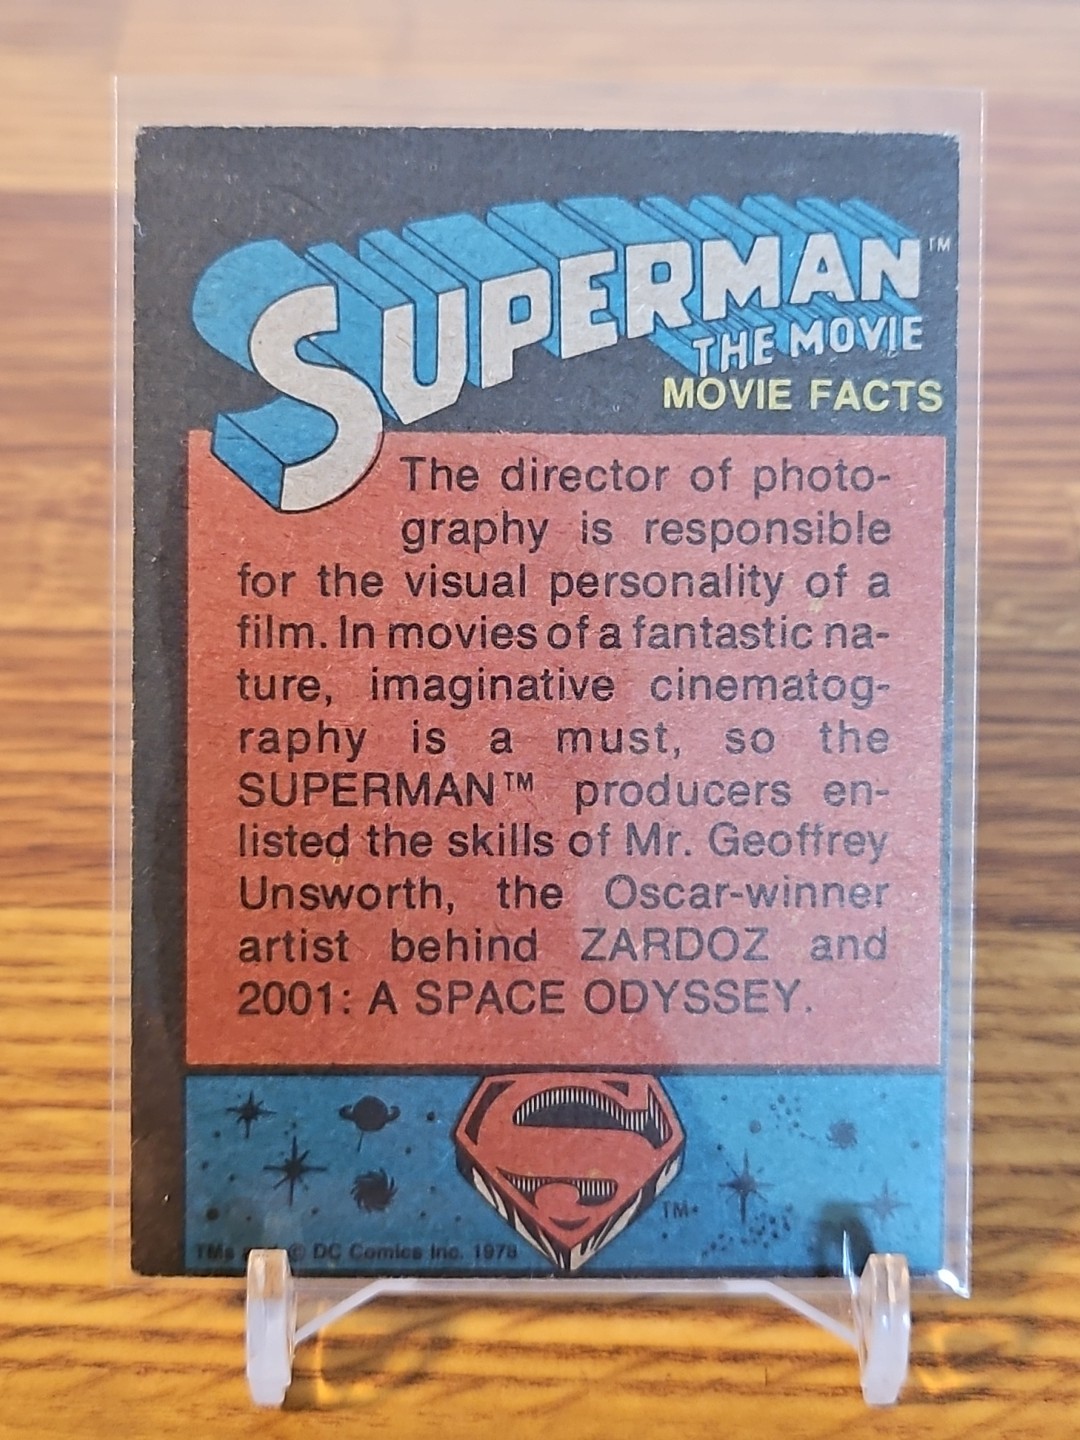 SUPERMAN™
THE MOVIE
MOVIE FACTS
The director of photo-
graphy is responsible
for the visual personality of a
film. In movies of a fantastic na-
ture, imaginative cinematog-
raphy is a must, so the
SUPERMAN™ producers en-
listed the skills of Mr. Geoffrey
Unsworth, the Oscar-winner
artist behind ZARDOZ and
2001: A SPACE ODYSSEY.
S
TM
TMs © DC Comics Inc. 1978